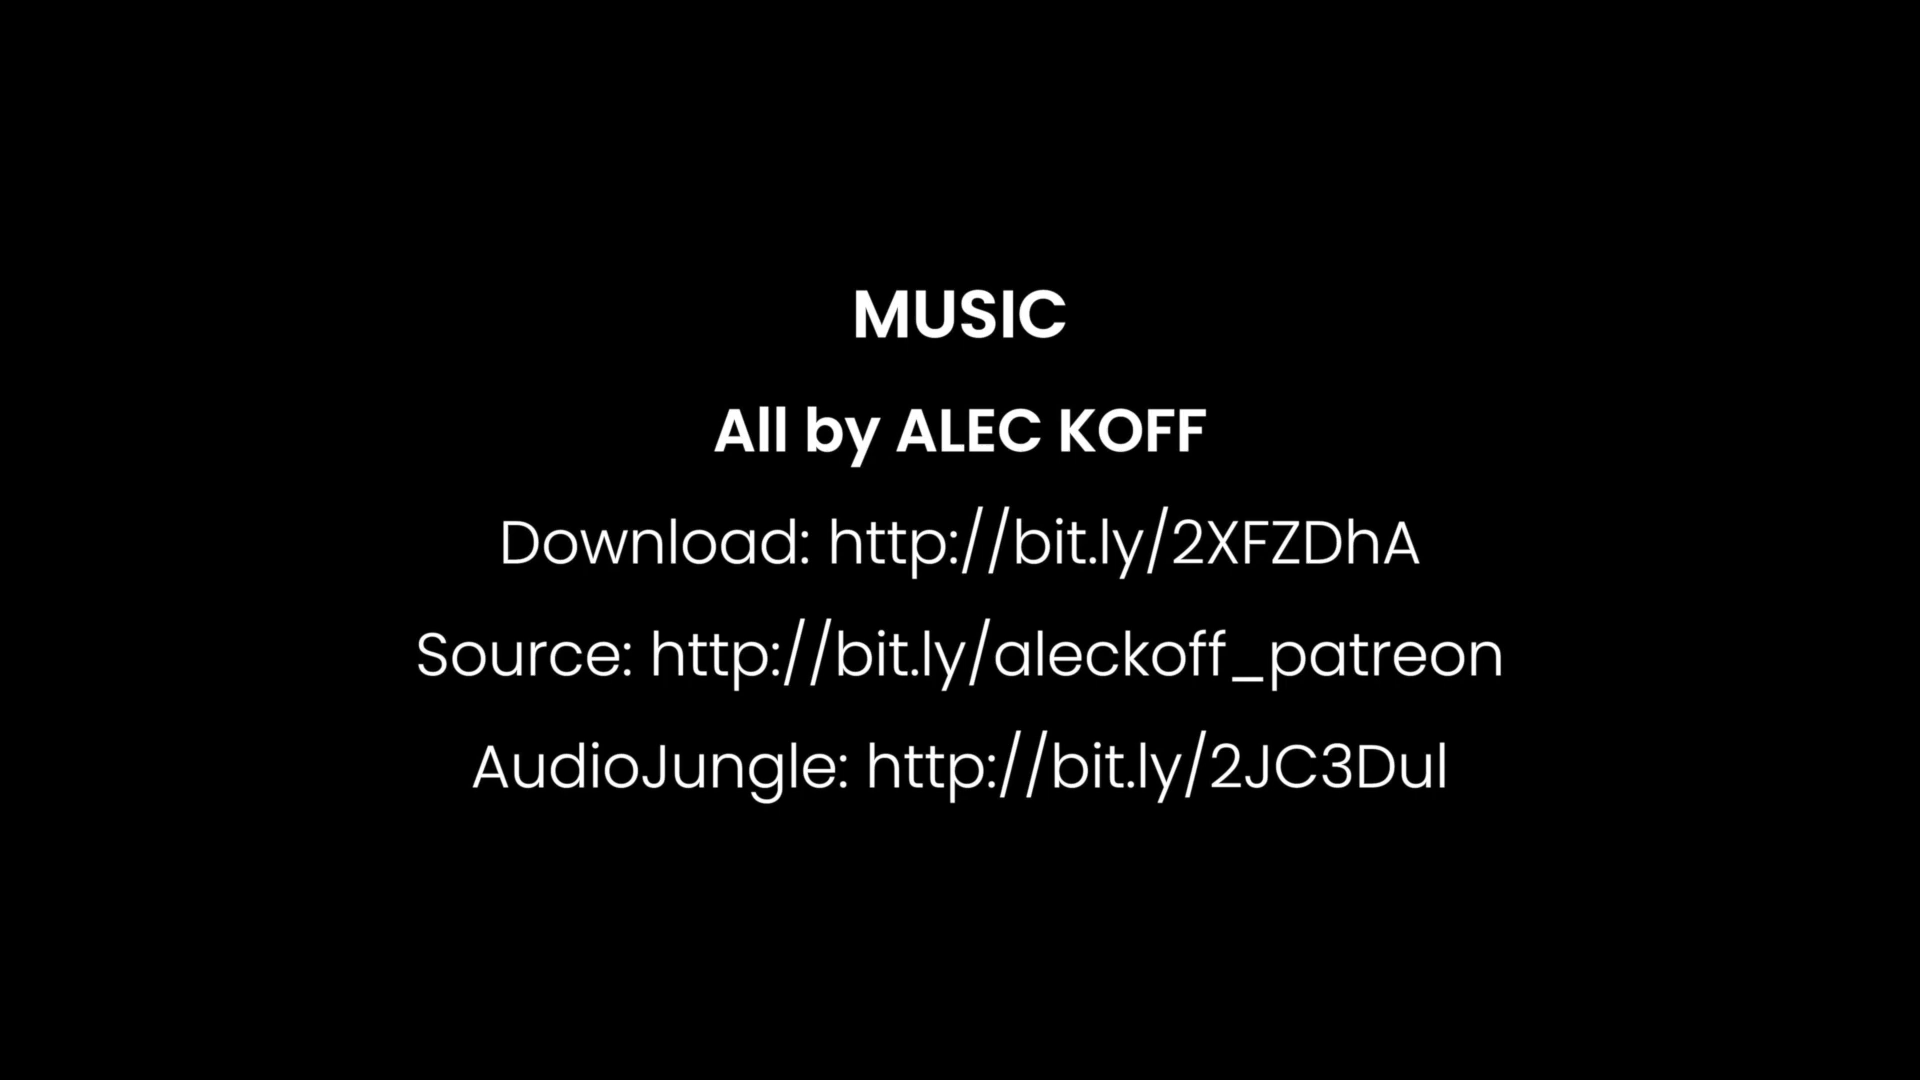 MUSIC
All by ALEC KOFF
Download: http://bit.ly/2XFZDhA
Source: http://bit.ly/aleckoff_patreon
AudioJungle: http://bit.ly/2JC3Dul